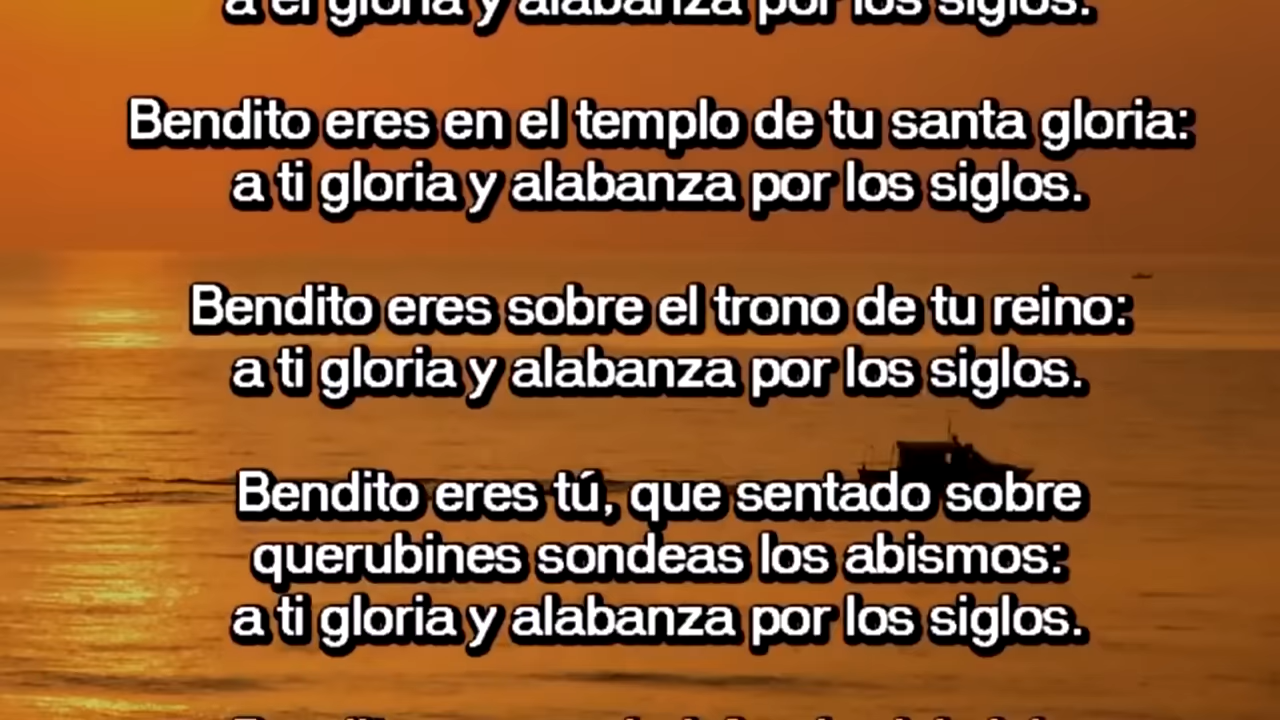 a él gloria y alabanza por los siglos.
Bendito eres en el templo de tu santa gloria:
a ti gloria y alabanza por los siglos.
Bendito eres sobre el trono de tu reino:
a ti gloria y alabanza por los siglos.
Bendito eres tú, que sentado sobre
querubines sondeas los abismos:
a ti gloria y alabanza por los siglos.